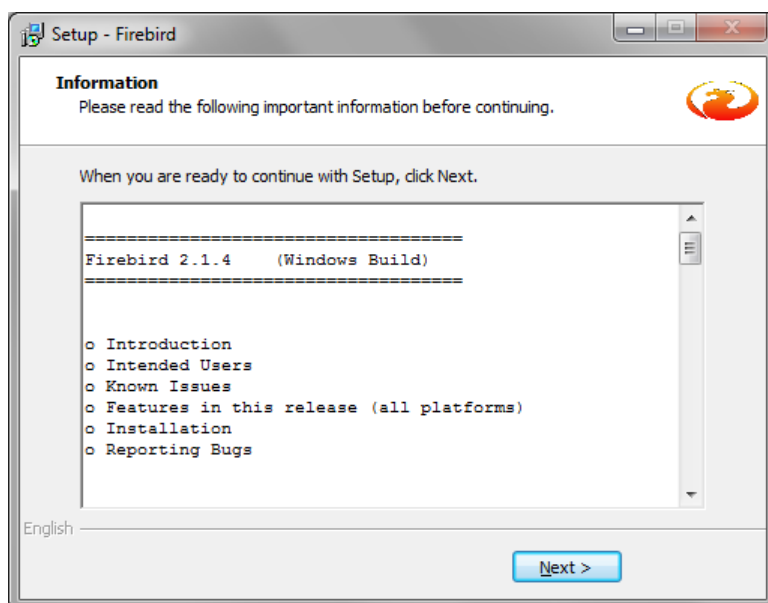 Setup - Firebird
Information
Please read the following important information before continuing.
When you are ready to continue with Setup, click Next.
====================================
Firebird 2.1.4    (Windows Build)
====================================
o Introduction
o Intended Users
o Known Issues
o Features in this release (all platforms)
o Installation
o Reporting Bugs
English
Next >